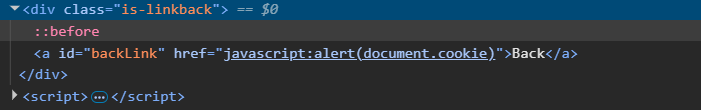 ▼<div class="is-linkback"> == $0
::before
<a id="backLink" href="javascript:alert(document.cookie)">Back</a>
</div>
▶<script>⋯</script>